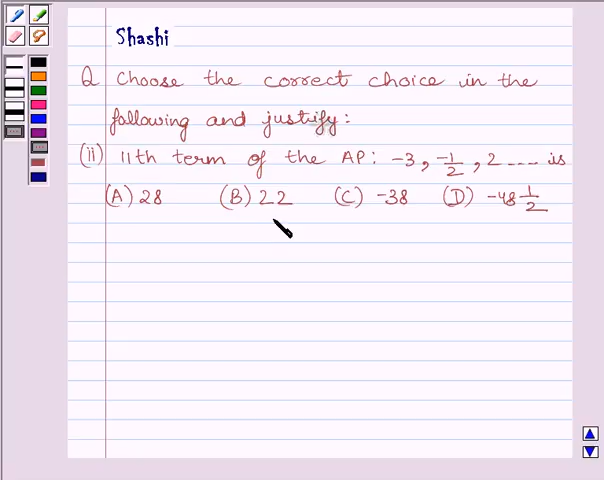 Shashi
Q Choose the correct choice in the
following and justify:
(ii) 11th term of the AP: -3, -1/2, 2 .... is
(A) 28 (B) 22 (C) -38 (D) -48 1/2